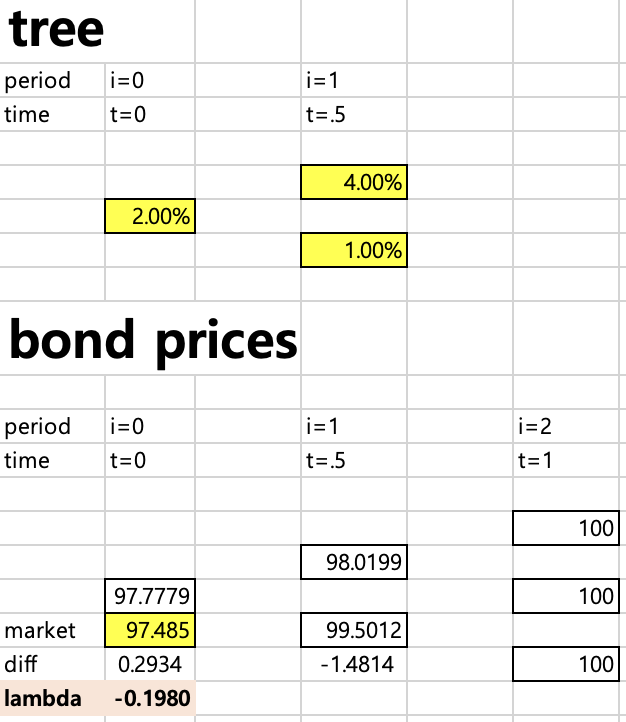 tree
period i=0 i=1
time t=0 t=.5
4.00%
2.00%
1.00%
bond prices
period i=0 i=1 i=2
time t=0 t=.5 t=1
100
98.0199
97.7779 100
market 97.485 99.5012
diff 0.2934 -1.4814 100
lambda -0.1980